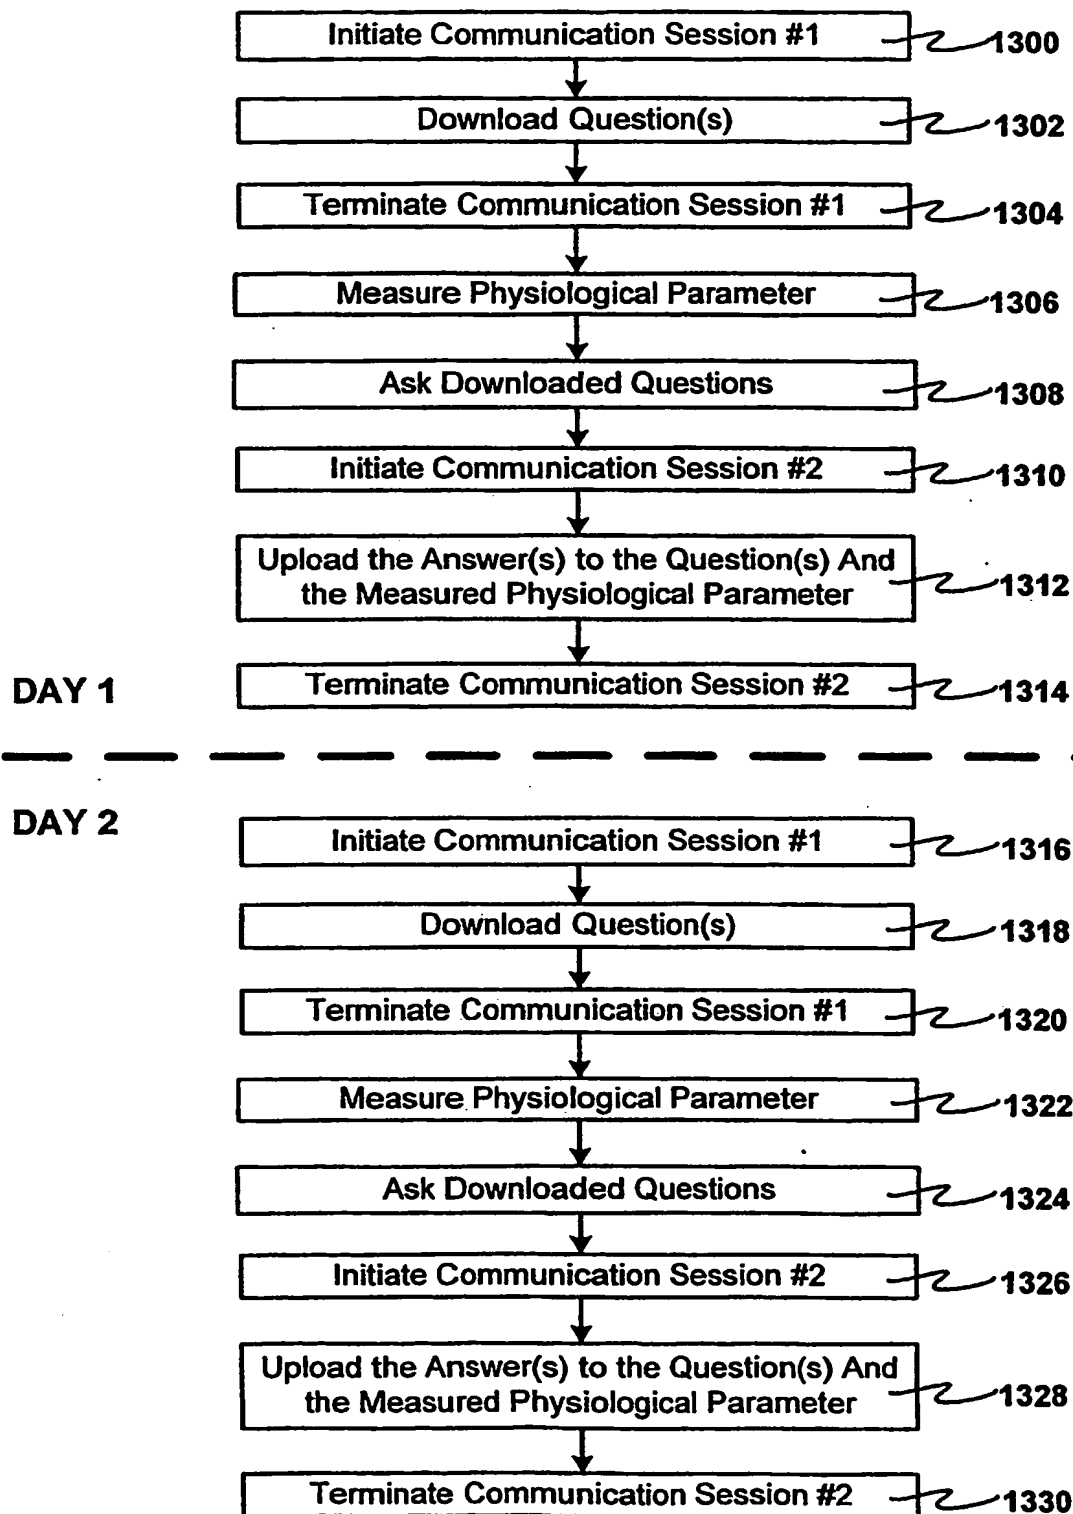 Initiate Communication Session #1 1300
Download Question(s) 1302
Terminate Communication Session #1 1304
Measure Physiological Parameter 1306
Ask Downloaded Questions 1308
Initiate Communication Session #2 1310
Upload the Answer(s) to the Question(s) And
the Measured Physiological Parameter 1312
Terminate Communication Session #2 1314
DAY 1
DAY 2
Initiate Communication Session #1 1316
Download Question(s) 1318
Terminate Communication Session #1 1320
Measure Physiological Parameter 1322
Ask Downloaded Questions 1324
Initiate Communication Session #2 1326
Upload the Answer(s) to the Question(s) And
the Measured Physiological Parameter 1328
Terminate Communication Session #2 1330